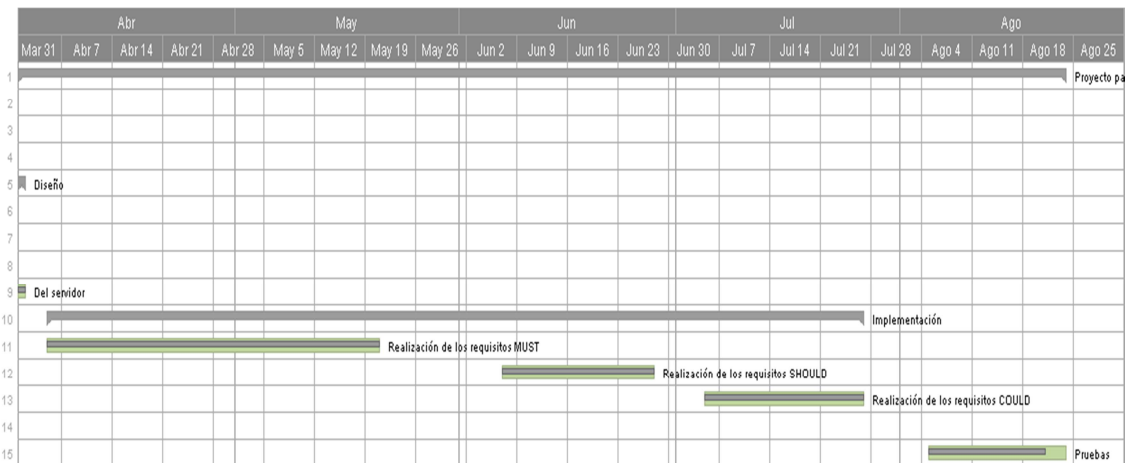 Abr May Jun Jul Ago
Mar 31 Abr 7 Abr 14 Abr 21 Abr 28 May 5 May 12 May 19 May 26 Jun 2 Jun 9 Jun 16 Jun 23 Jun 30 Jul 7 Jul 14 Jul 21 Jul 28 Ago 4 Ago 11 Ago 18 Ago 25
1 Proyecto pa
2
3
4
5 Diseño
6
7
8
9 Del servidor
10 Implementación
11 Realización de los requisitos MUST
12 Realización de los requisitos SHOULD
13 Realización de los requisitos COULD
14
15 Pruebas